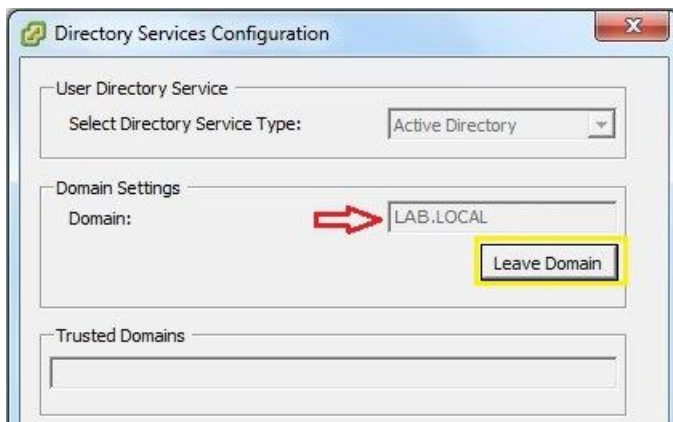 Directory Services Configuration
User Directory Service
Select Directory Service Type: Active Directory
Domain Settings
Domain: LAB.LOCAL
Leave Domain
Trusted Domains